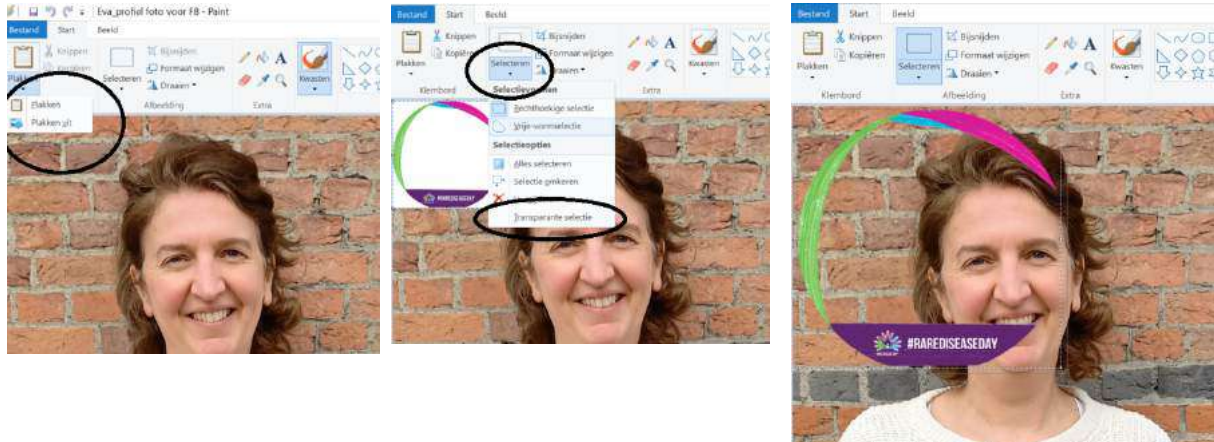 Eva_profiel foto voor FB - Paint
Bestand Start Beeld
Knippen
Kopiëren
Plakken
Selecteren
Bijsnijden
Formaat wijzigen
Draaien
Kwasten
Afbeelding
Extra
Plakken
Plakken uit
Bestand Start Beeld
Knippen
Kopiëren
Plakken
Selecteren
Bijsnijden
Formaat wijzigen
Draaien
Kwasten
Klembord
Extra
Selectievormen
Rechthoekige selectie
Vrije-vormselectie
Selectieopties
Alles selecteren
Selectie omkeren
Transparante selectie
#RAREDISEASEDAY
Bestand Start Beeld
Knippen
Kopiëren
Plakken
Selecteren
Bijsnijden
Formaat wijzigen
Draaien
Kwasten
Klembord
Afbeelding
Extra
#RAREDISEASEDAY